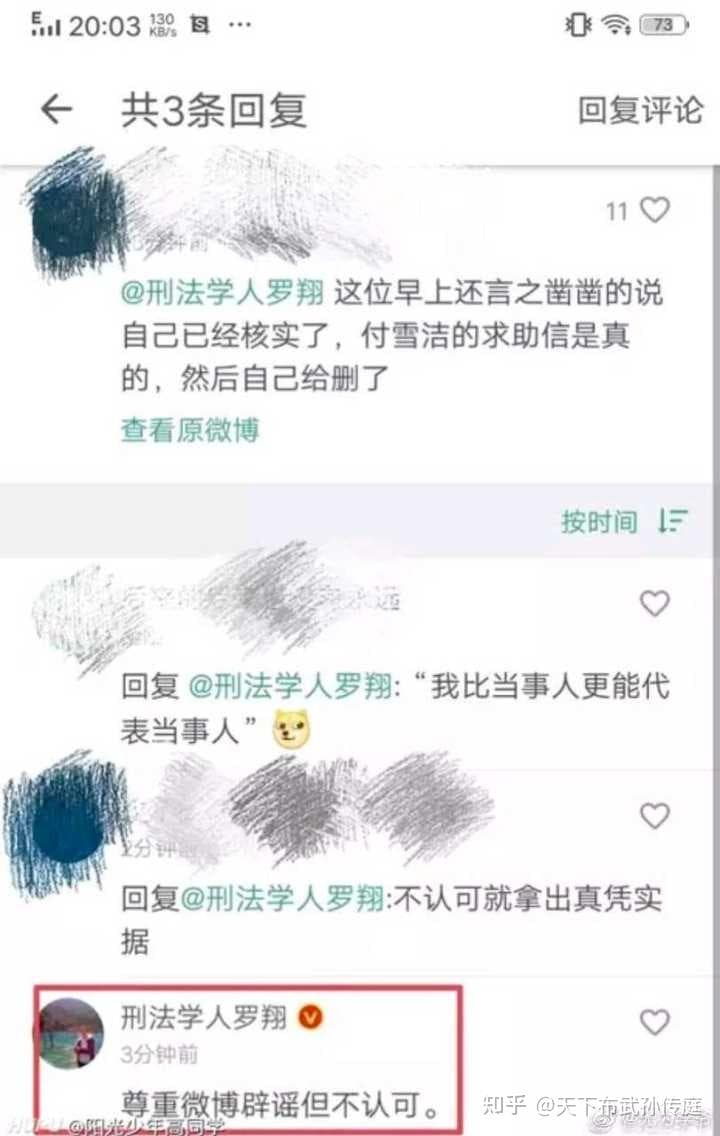 E 20:03 130 KB/s S ... 73
共3条回复 回复评论
11
@刑法学人罗翔 这位早上还言之凿凿的说
自己已经核实了，付雪洁的求助信是真
的，然后自己给删了
查看原微博
按时间
回复 @刑法学人罗翔:“我比当事人更能代
表当事人”
2分钟前
回复@刑法学人罗翔:不认可就拿出真凭实
据
刑法学人罗翔
3分钟前
尊重微博辟谣但不认可。
知乎 @天下布武孙传庭
HUPU @阳光少年高同学